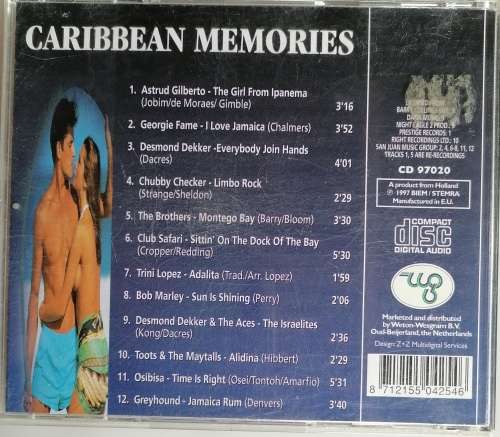 CARIBBEAN MEMORIES
1. Astrud Gilberto - The Girl From Ipanema
(Jobim/de Moraes/ Gimble) 3'16
2. Georgie Fame - I Love Jamaica (Chalmers) 3'52
3. Desmond Dekker -Everybody Join Hands
(Dacres) 4'01
4. Chubby Checker - Limbo Rock
(Strange/Sheldon) 2'29
5. The Brothers - Montego Bay (Barry/Bloom) 3'30
6. Club Safari - Sittin' On The Dock Of The Bay
(Cropper/Redding) 5'30
7. Trini Lopez - Adalita (Trad./Arr. Lopez) 1'59
8. Bob Marley - Sun Is Shining (Perry) 2'06
9. Desmond Dekker & The Aces - The Israelites
(Kong/Dacres) 2'36
10. Toots & The Maytalls - Alidina (Hibbert) 2'29
11. Osibisa - Time Is Right (Osei/Tontoh/Amarfio) 5'31
12. Greyhound - Jamaica Rum (Denvers) 3'40
PRESTIGE RECORDS: 1
RIGHT RECORDINGS LTD.: 10
SAN JUAN MUSIC GROUP: 2, 4, 6-8, 11, 12
TRACKS 1, 5 ARE RE-RECORDINGS
CD 97020
A product from Holland
℗ 1997 BIEM / STEMRA
Manufactured in E.U.
COMPACT
disc
DIGITAL AUDIO
Marketed and distributed
by Weton-Wesgram B.V.
Oud-Beijerland, the Netherlands
Design: Z+Z Multidigital Services
8 712155 042546